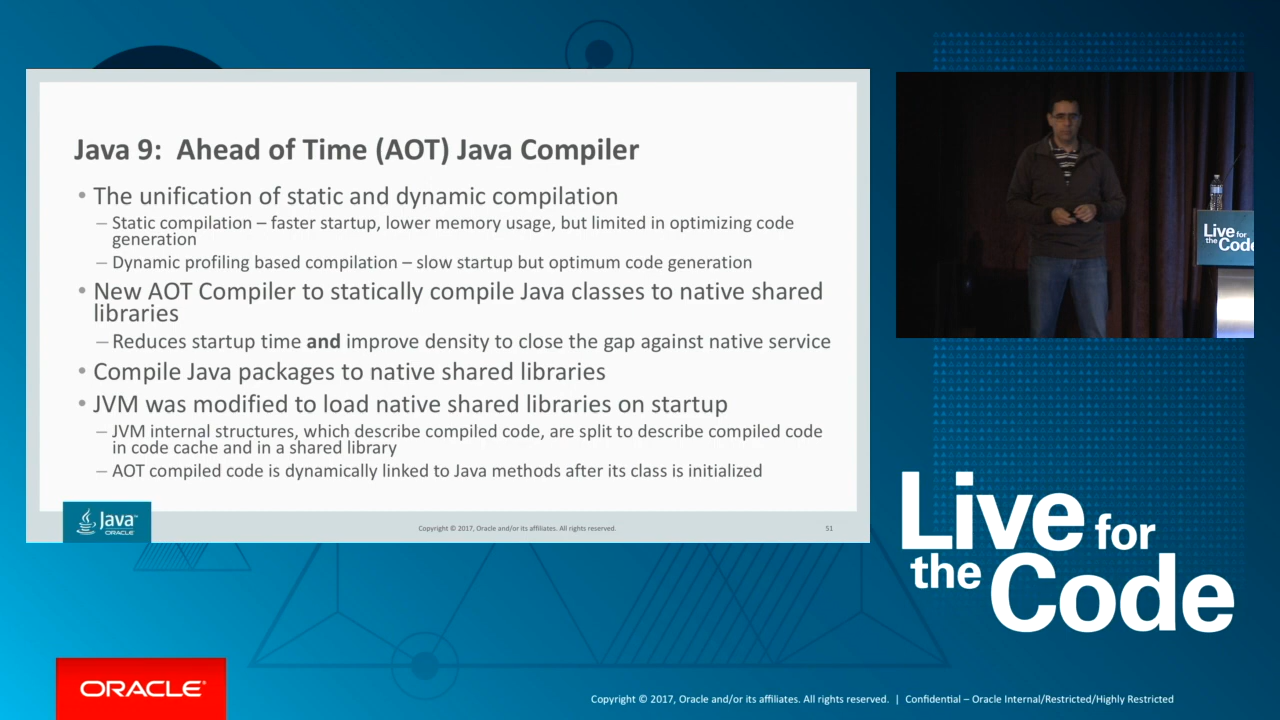 Java 9:  Ahead of Time (AOT) Java Compiler
• The unification of static and dynamic compilation
– Static compilation – faster startup, lower memory usage, but limited in optimizing code
generation
– Dynamic profiling based compilation – slow startup but optimum code generation
• New AOT Compiler to statically compile Java classes to native shared
libraries
– Reduces startup time and improve density to close the gap against native service
• Compile Java packages to native shared libraries
• JVM was modified to load native shared libraries on startup
– JVM internal structures, which describe compiled code, are split to describe compiled code
in code cache and in a shared library
– AOT compiled code is dynamically linked to Java methods after its class is initialized
Java™
ORACLE
Copyright © 2017, Oracle and/or its affiliates. All rights reserved.
51
Live for
the Code
Live for
the Code
ORACLE®
Copyright © 2017, Oracle and/or its affiliates. All rights reserved.  |  Confidential – Oracle Internal/Restricted/Highly Restricted